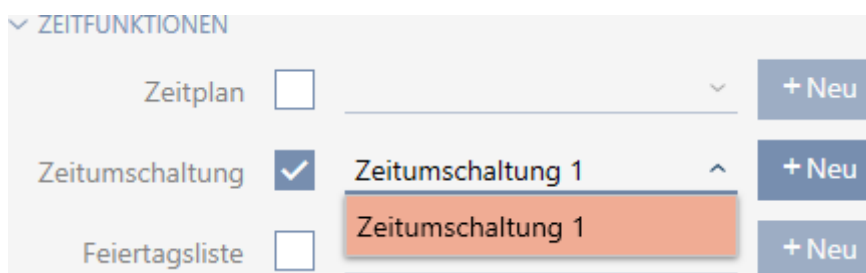 ZEITFUNKTIONEN
Zeitplan + Neu
Zeitumschaltung Zeitumschaltung 1 + Neu
Zeitumschaltung 1
Feiertagsliste + Neu